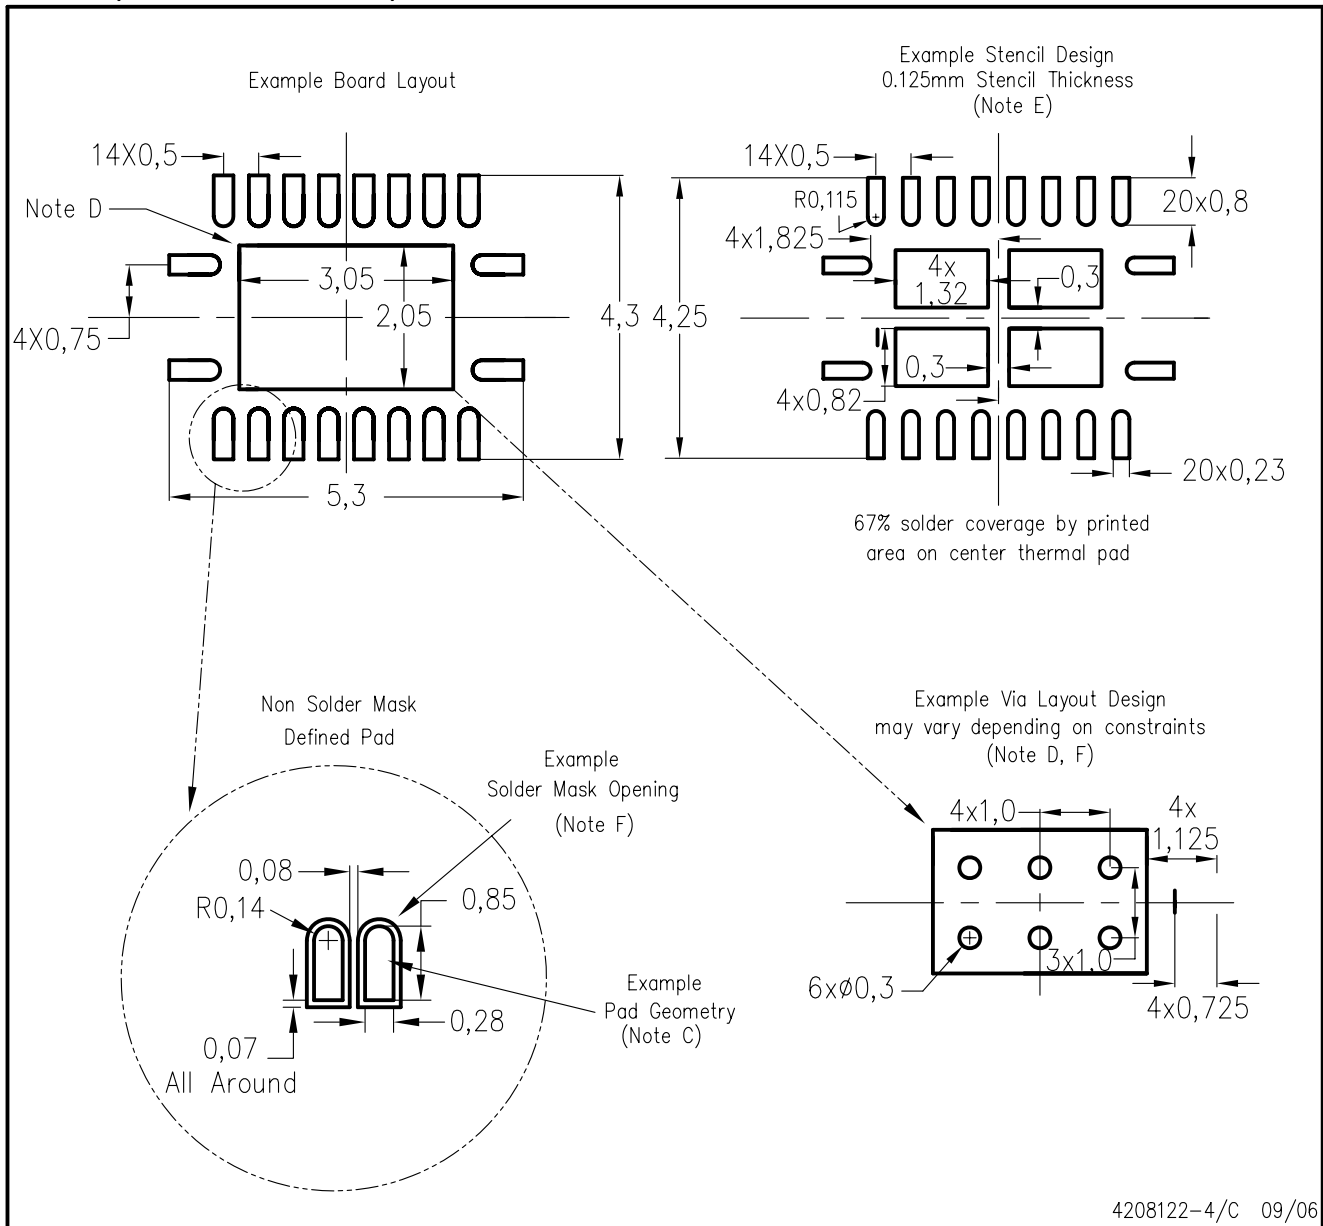 Example Board Layout
Example Stencil Design
0.125mm Stencil Thickness
(Note E)
14X0,5
Note D
3,05
2,05
4X0,75
4,3
5,3
14X0,5
R0,115
4x1,825
20x0,8
4x
1,32
0,3
4,25
0,3
4x0,82
20x0,23
67% solder coverage by printed
area on center thermal pad
Non Solder Mask
Defined Pad
Example
Solder Mask Opening
(Note F)
0,08
R0,14
0,85
0,28
0,07
All Around
Example
Pad Geometry
(Note C)
Example Via Layout Design
may vary depending on constraints
(Note D, F)
4x1,0
4x
1,125
3x1,0
6xø0,3
4x0,725
4208122-4/C 09/06